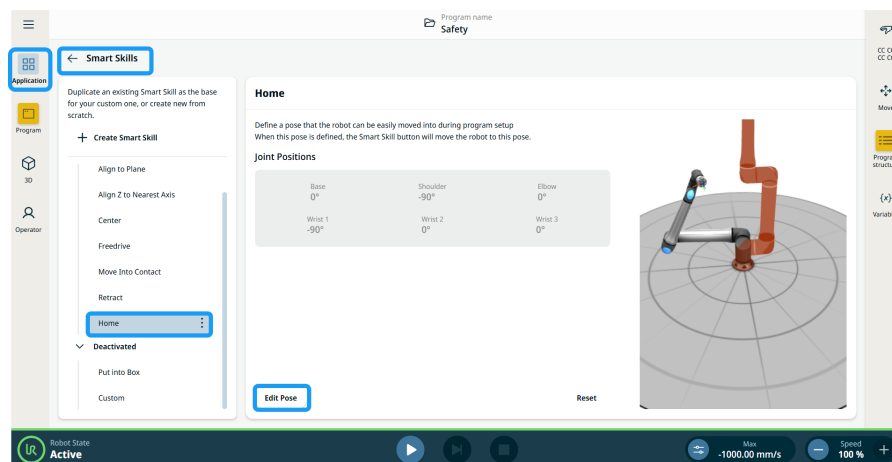 Program name
Safety
Smart Skills
Application
Program
3D
Operator
Duplicate an existing Smart Skill as the base
for your custom one, or create new from
scratch.
Create Smart Skill
Align to Plane
Align Z to Nearest Axis
Center
Freedrive
Move Into Contact
Retract
Home
Deactivated
Put into Box
Custom
Home
Define a pose that the robot can be easily moved into during program setup
When this pose is defined, the Smart Skill button will move the robot to this pose.
Joint Positions
Base Shoulder Elbow
0° -90° 0°
Wrist 1 Wrist 2 Wrist 3
-90° 0° 0°
Edit Pose Reset
Move
{x}
UR
Robot State
Active
Max
-1000.00 mm/s
Speed
100 %